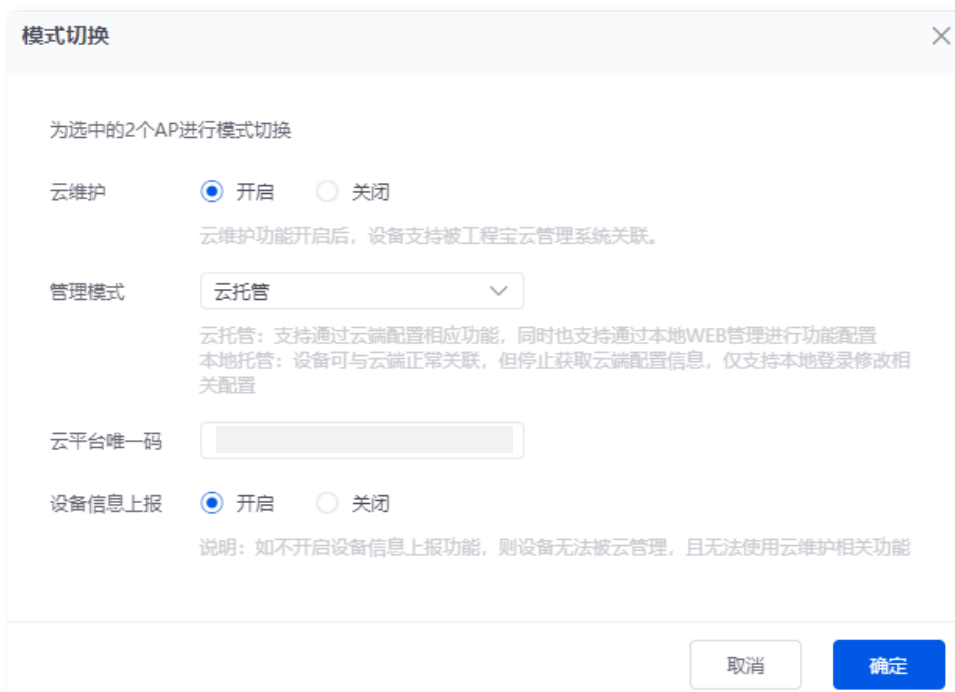 模式切换
为选中的2个AP进行模式切换
云维护 开启 关闭
云维护功能开启后，设备支持被工程宝云管理系统关联。
管理模式 云托管
云托管：支持通过云端配置相应功能，同时也支持通过本地WEB管理进行功能配置
本地托管：设备可与云端正常关联，但停止获取云端配置信息，仅支持本地登录修改相
关配置
云平台唯一码
设备信息上报 开启 关闭
说明：如不开启设备信息上报功能，则设备无法被云管理，且无法使用云维护相关功能
取消 确定